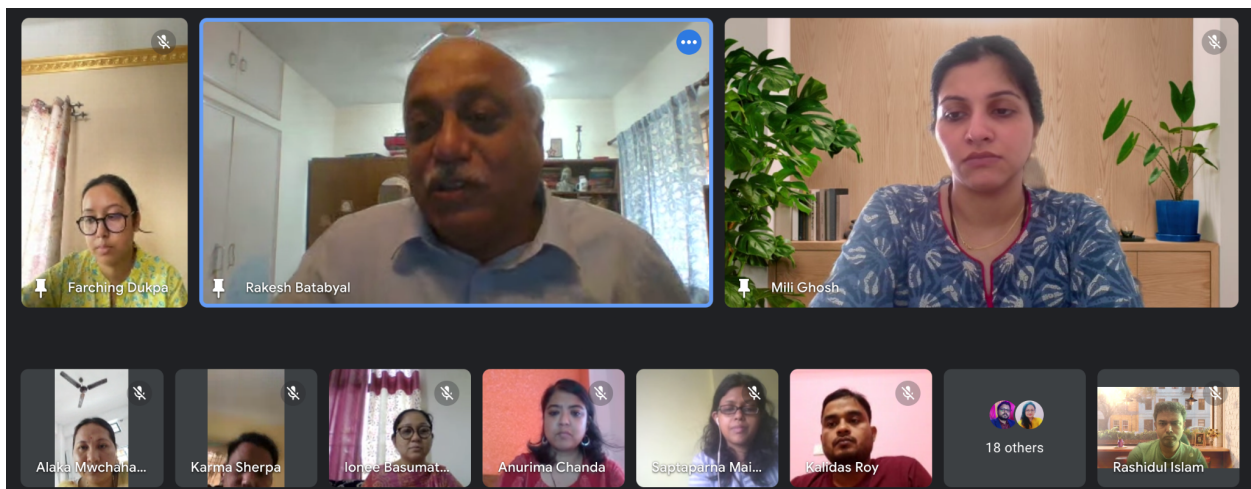 Farching Dukpa
Rakesh Batabyal
Mili Ghosh
Alaka Mwchaha...
Karma Sherpa
Ionee Basumat...
Anurima Chanda
Saptaparna Mai...
Kalidas Roy
18 others
Rashidul Islam